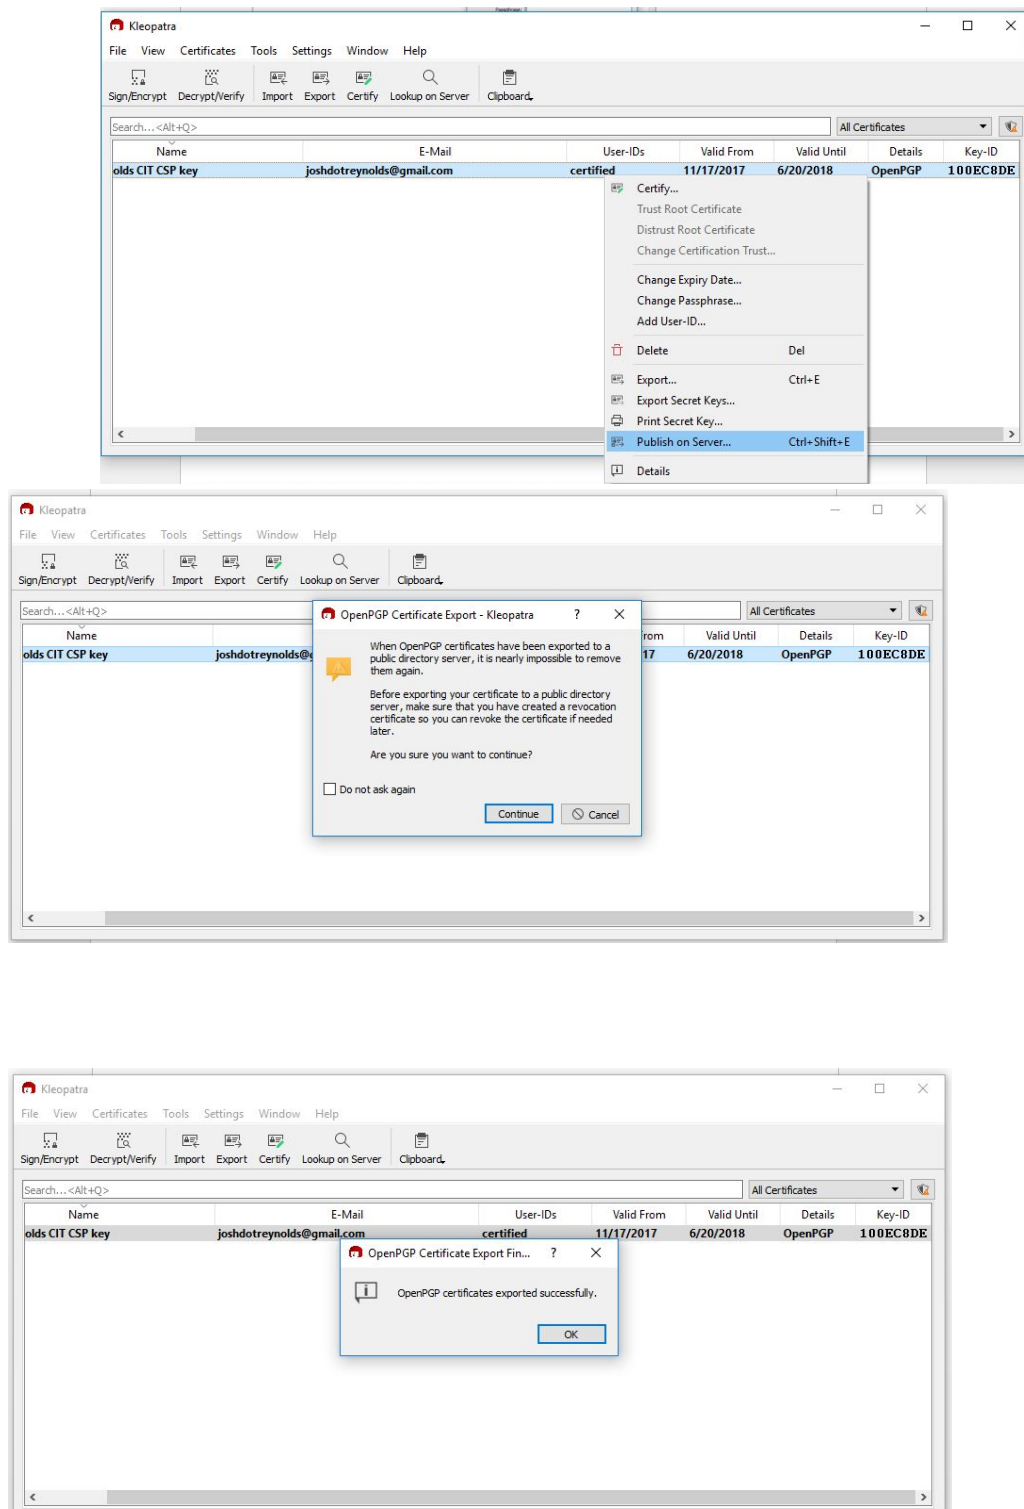 Kleopatra
File View Certificates Tools Settings Window Help
Sign/Encrypt Decrypt/Verify Import Export Certify Lookup on Server Clipboard
Search...<Alt+Q> All Certificates
Name E-Mail User-IDs Valid From Valid Until Details Key-ID
olds CIT CSP key joshdotreynolds@gmail.com certified 11/17/2017 6/20/2018 OpenPGP 100EC8DE
Certify...
Trust Root Certificate
Distrust Root Certificate
Change Certification Trust...
Change Expiry Date...
Change Passphrase...
Add User-ID...
Delete Del
Export... Ctrl+E
Export Secret Keys...
Print Secret Key...
Publish on Server... Ctrl+Shift+E
Details
Kleopatra
File View Certificates Tools Settings Window Help
Sign/Encrypt Decrypt/Verify Import Export Certify Lookup on Server Clipboard
Search...<Alt+Q> All Certificates
Name rom Valid Until Details Key-ID
olds CIT CSP key joshdotreynolds@ 17 6/20/2018 OpenPGP 100EC8DE
OpenPGP Certificate Export - Kleopatra ?
When OpenPGP certificates have been exported to a
public directory server, it is nearly impossible to remove
them again.
Before exporting your certificate to a public directory
server, make sure that you have created a revocation
certificate so you can revoke the certificate if needed
later.
Are you sure you want to continue?
Do not ask again
Continue Cancel
Kleopatra
File View Certificates Tools Settings Window Help
Sign/Encrypt Decrypt/Verify Import Export Certify Lookup on Server Clipboard
Search...<Alt+Q> All Certificates
Name E-Mail User-IDs Valid From Valid Until Details Key-ID
olds CIT CSP key joshdotreynolds@gmail.com certified 11/17/2017 6/20/2018 OpenPGP 100EC8DE
OpenPGP Certificate Export Fin... ?
OpenPGP certificates exported successfully.
OK